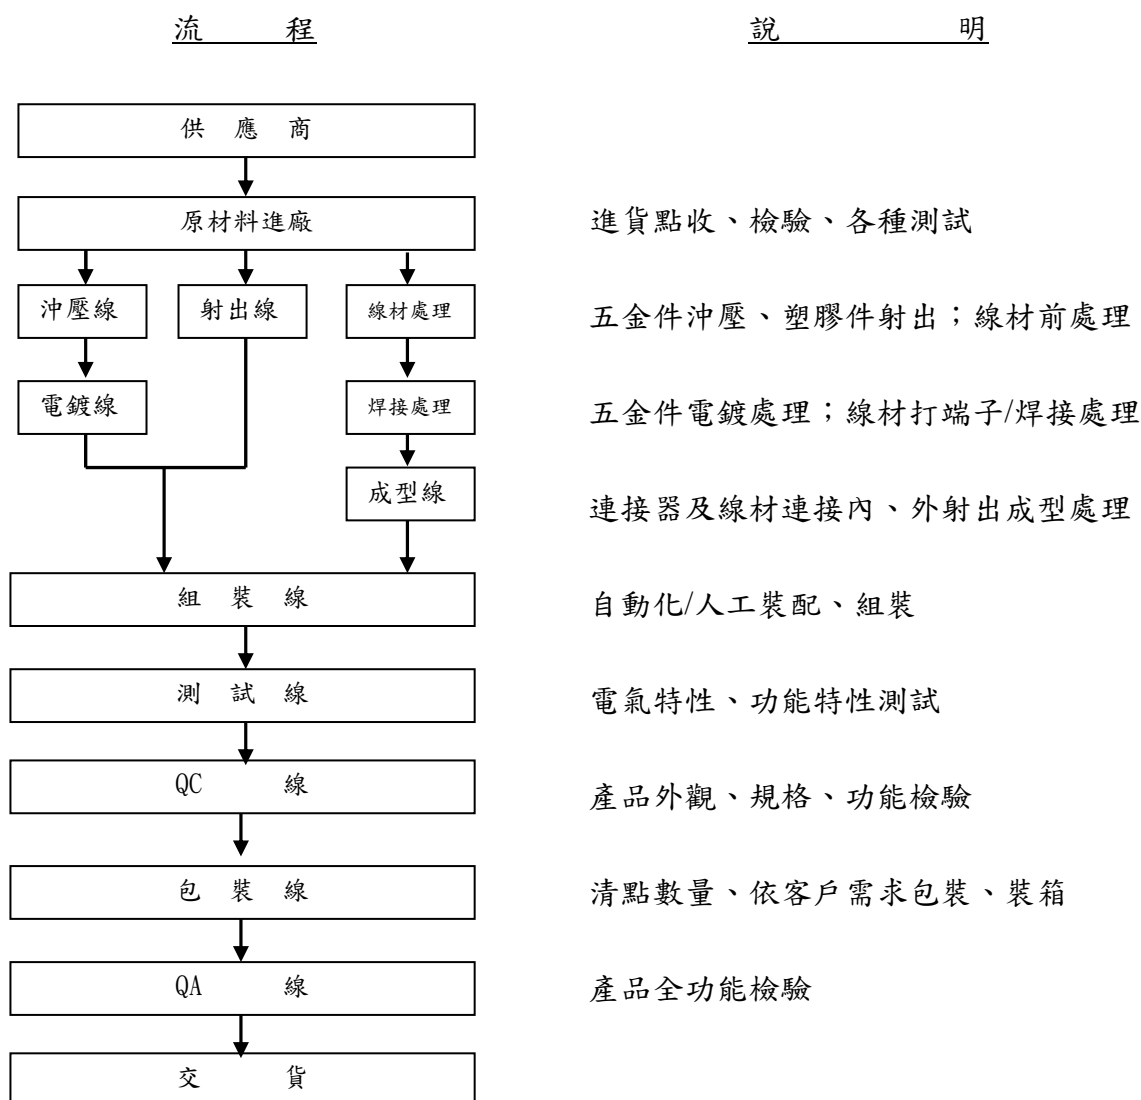 流 程 說 明
供 應 商
原材料進廠 進貨點收、檢驗、各種測試
沖壓線 射出線 線材處理 五金件沖壓、塑膠件射出；線材前處理
電鍍線 焊接處理 五金件電鍍處理；線材打端子/焊接處理
成型線 連接器及線材連接內、外射出成型處理
組 裝 線 自動化/人工裝配、組裝
測 試 線 電氣特性、功能特性測試
QC 線 產品外觀、規格、功能檢驗
包 裝 線 清點數量、依客戶需求包裝、裝箱
QA 線 產品全功能檢驗
交 貨